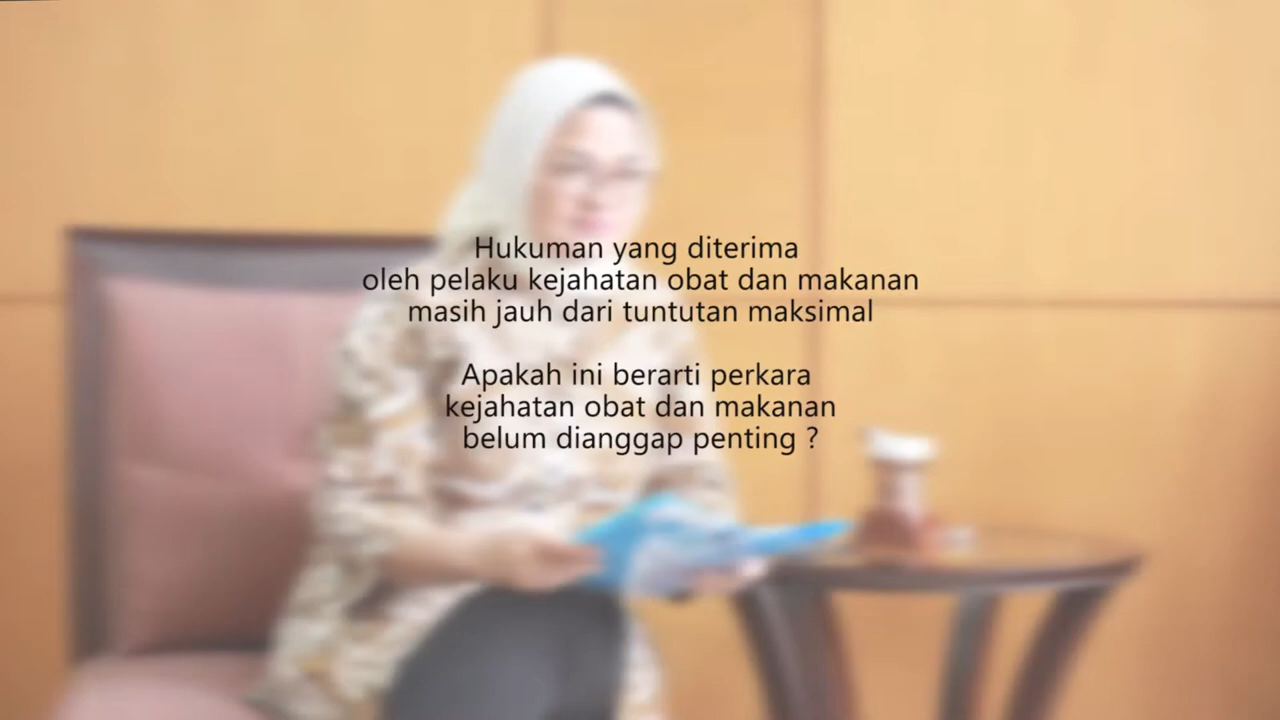 Hukuman yang diterima
oleh pelaku kejahatan obat dan makanan
masih jauh dari tuntutan maksimal
Apakah ini berarti perkara
kejahatan obat dan makanan
belum dianggap penting ?